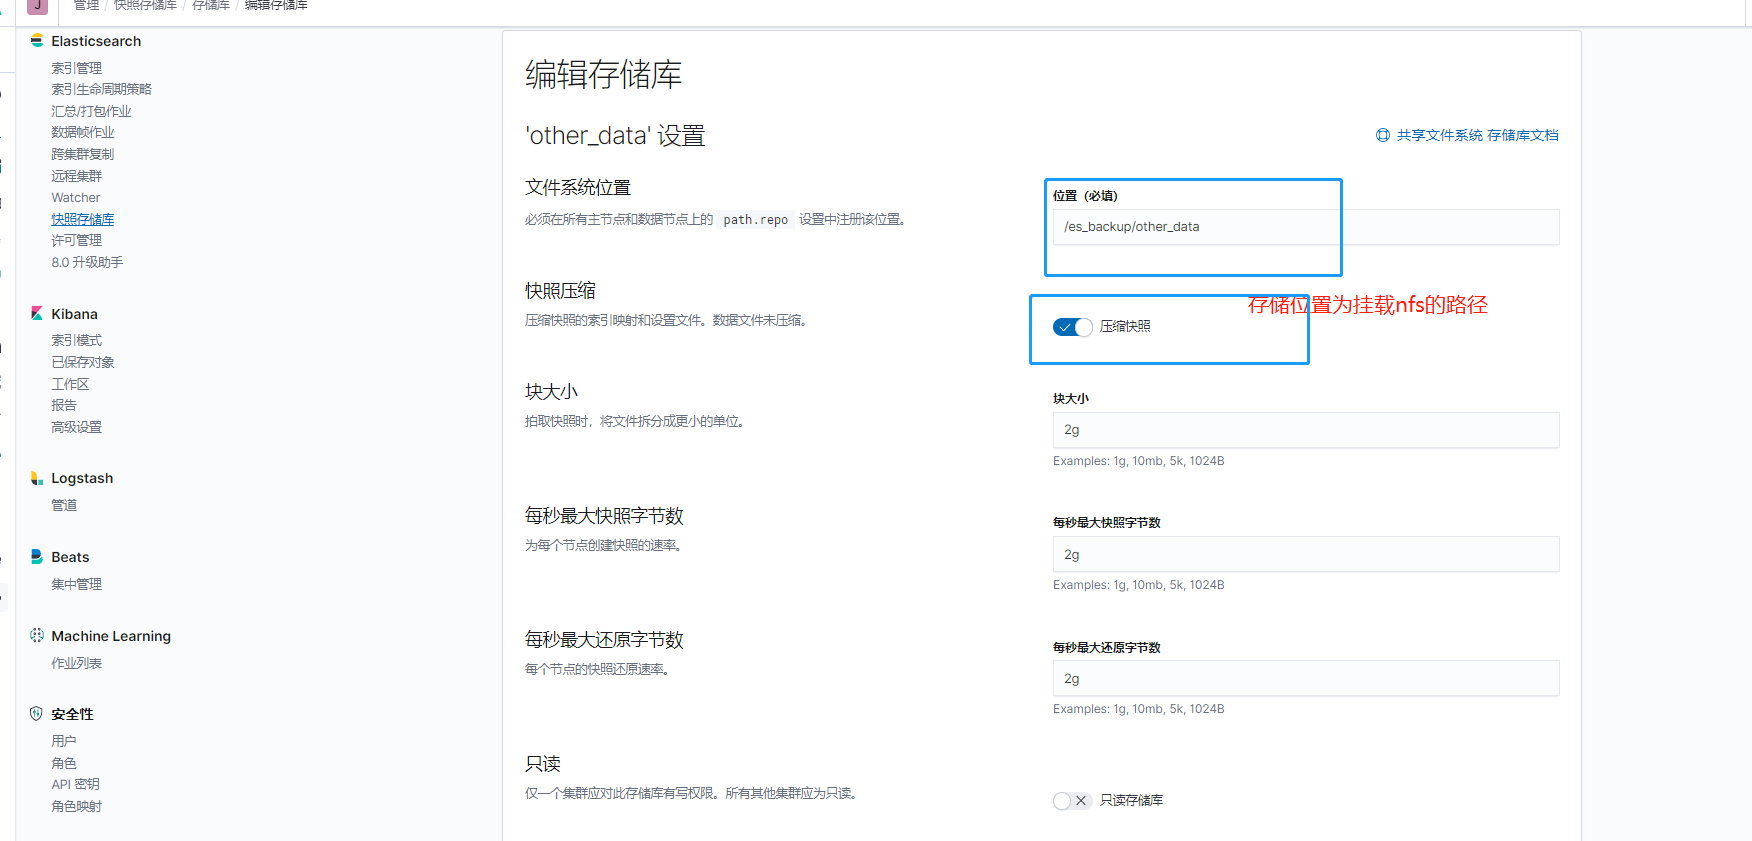 J
管理 / 快照存储库 / 存储库 / 编辑存储库
Elasticsearch
索引管理
索引生命周期策略
汇总/打包作业
数据帧作业
跨集群复制
远程集群
Watcher
快照存储库
许可管理
8.0 升级助手
Kibana
索引模式
已保存对象
工作区
报告
高级设置
Logstash
管道
Beats
集中管理
Machine Learning
作业列表
安全性
用户
角色
API 密钥
角色映射
编辑存储库
'other_data' 设置
共享文件系统 存储库文档
文件系统位置
必须在所有主节点和数据节点上的 path.repo 设置中注册该位置。
位置（必填）
/es_backup/other_data
快照压缩
压缩快照的索引映射和设置文件。数据文件未压缩。
存储位置为挂载nfs的路径
压缩快照
块大小
拍取快照时，将文件拆分成更小的单位。
块大小
2g
Examples: 1g, 10mb, 5k, 1024B
每秒最大快照字节数
为每个节点创建快照的速率。
每秒最大快照字节数
2g
Examples: 1g, 10mb, 5k, 1024B
每秒最大还原字节数
每个节点的快照还原速率。
每秒最大还原字节数
2g
Examples: 1g, 10mb, 5k, 1024B
只读
仅一个集群应对此存储库有写权限。所有其他集群应为只读。
只读存储库